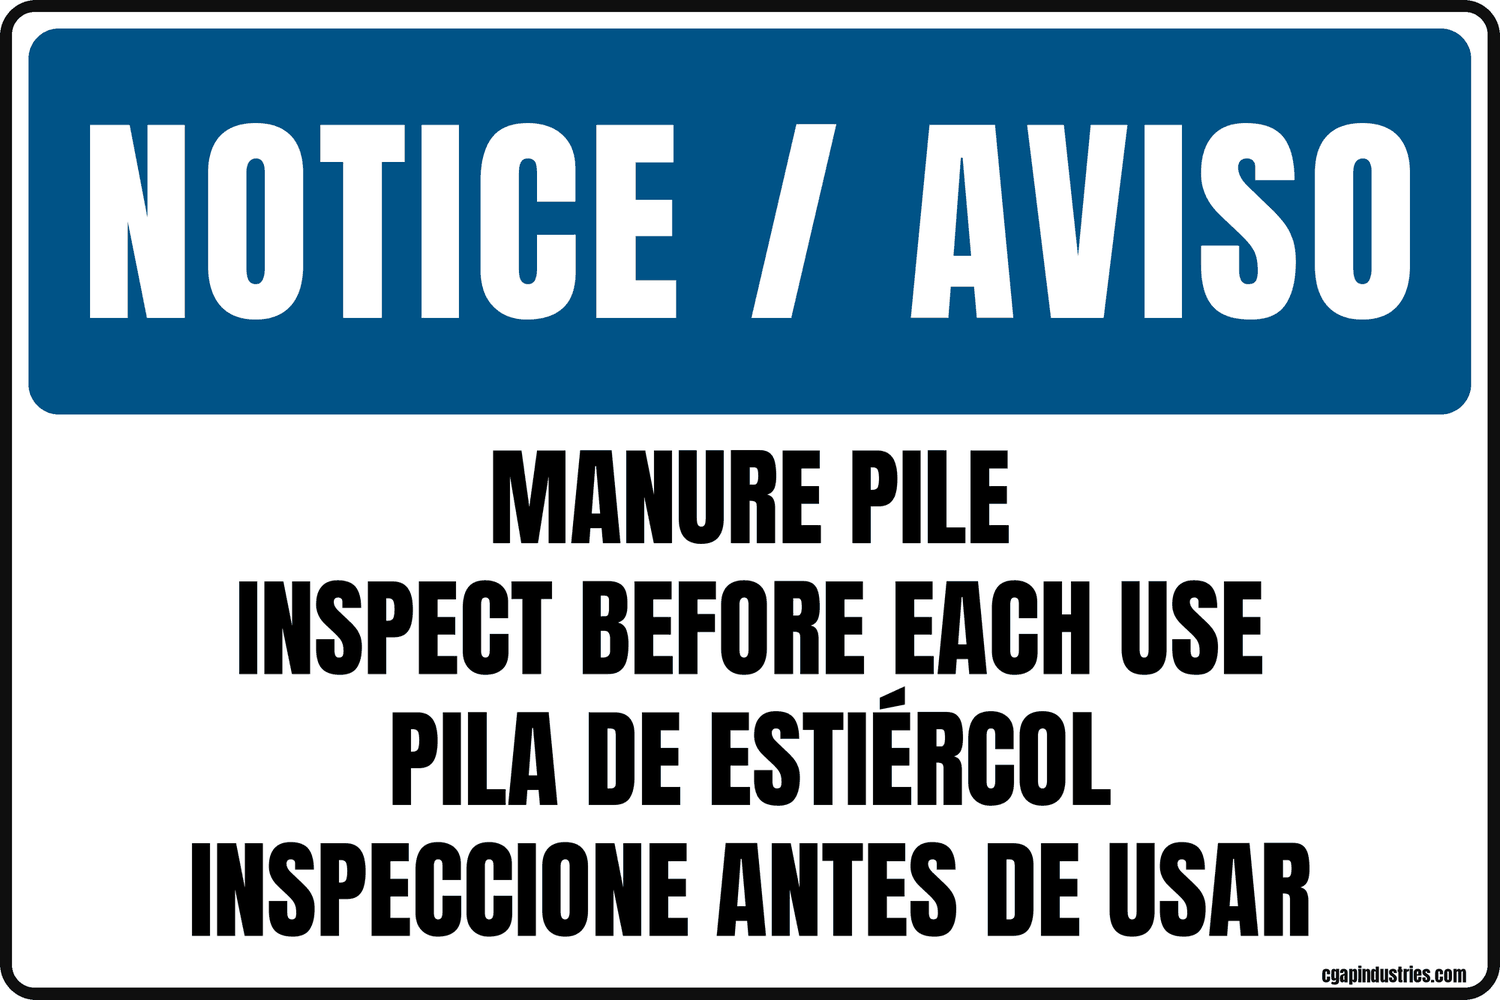 NOTICE / AVISO
MANURE PILE
INSPECT BEFORE EACH USE
PILA DE ESTIÉRCOL
INSPECCIONE ANTES DE USAR
cgapindustries.com